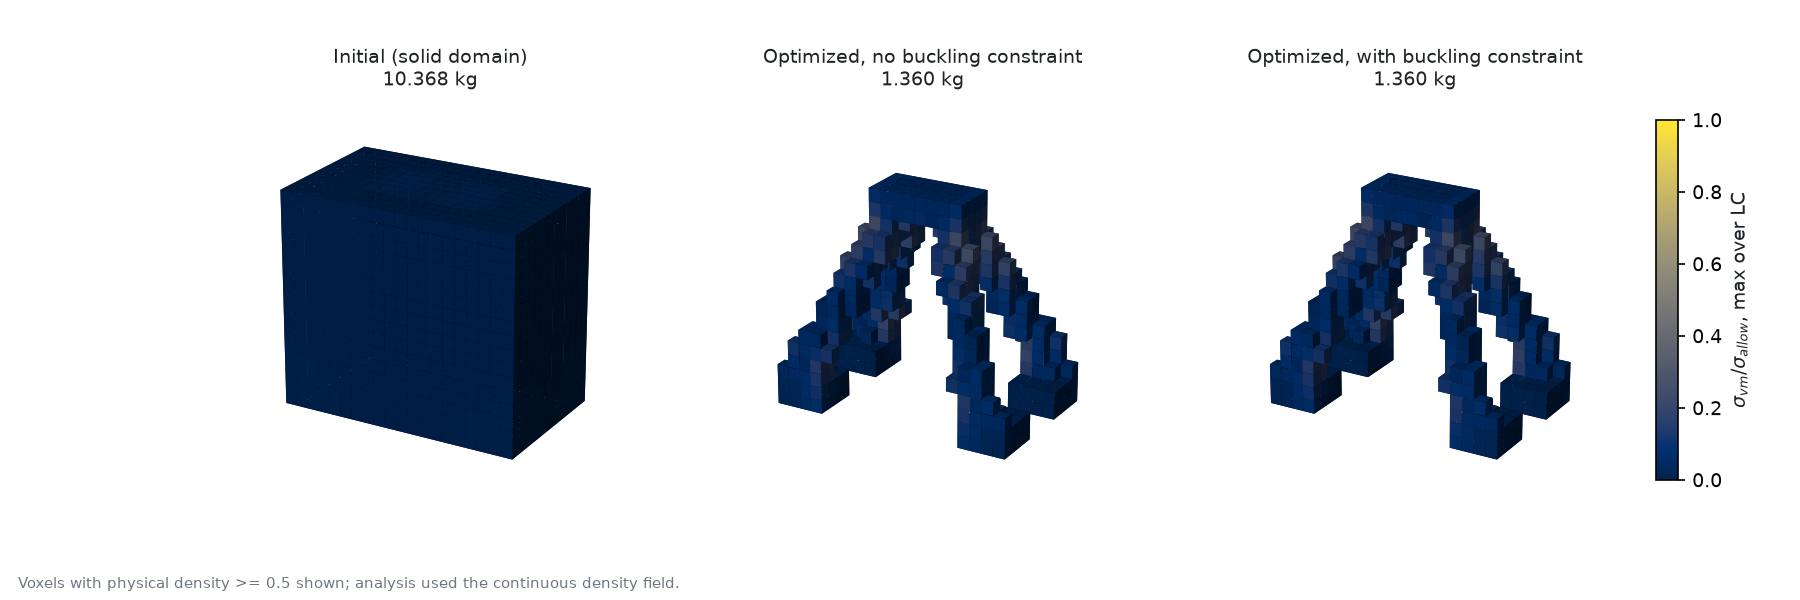 Initial (solid domain)
10.368 kg
Optimized, no buckling constraint
1.360 kg
Optimized, with buckling constraint
1.360 kg
1.0
0.8
0.6
0.4
0.2
0.0
σvm/σallow, max over LC
Voxels with physical density >= 0.5 shown; analysis used the continuous density field.